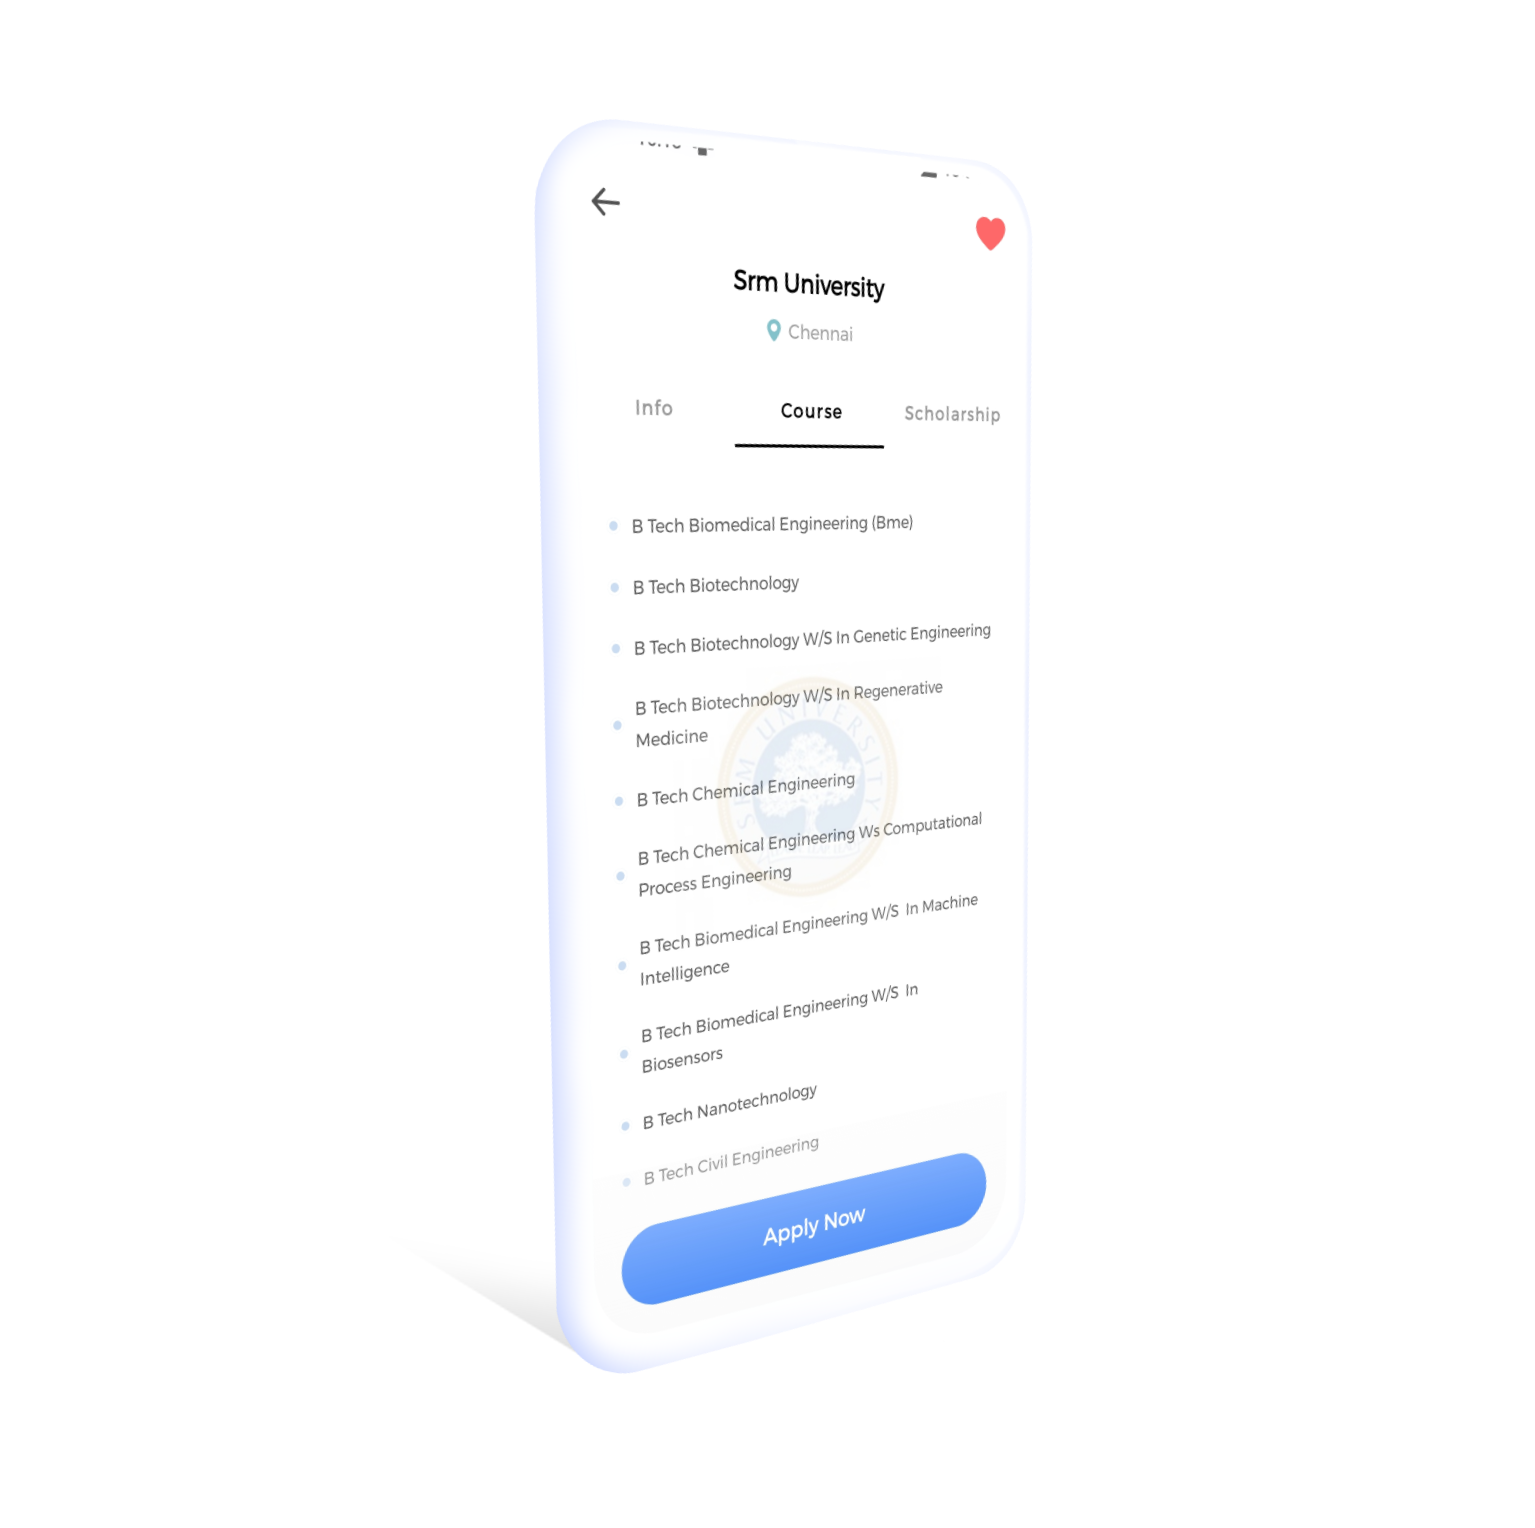 Srm University
Chennai
Info Course Scholarship
B Tech Biomedical Engineering (Bme)
B Tech Biotechnology
B Tech Biotechnology W/S In Genetic Engineering
B Tech Biotechnology W/S In Regenerative
Medicine
B Tech Chemical Engineering
B Tech Chemical Engineering Ws Computational
Process Engineering
B Tech Biomedical Engineering W/S In Machine
Intelligence
B Tech Biomedical Engineering W/S In
Biosensors
B Tech Nanotechnology
B Tech Civil Engineering
Apply Now
SRM UNIVERSITY